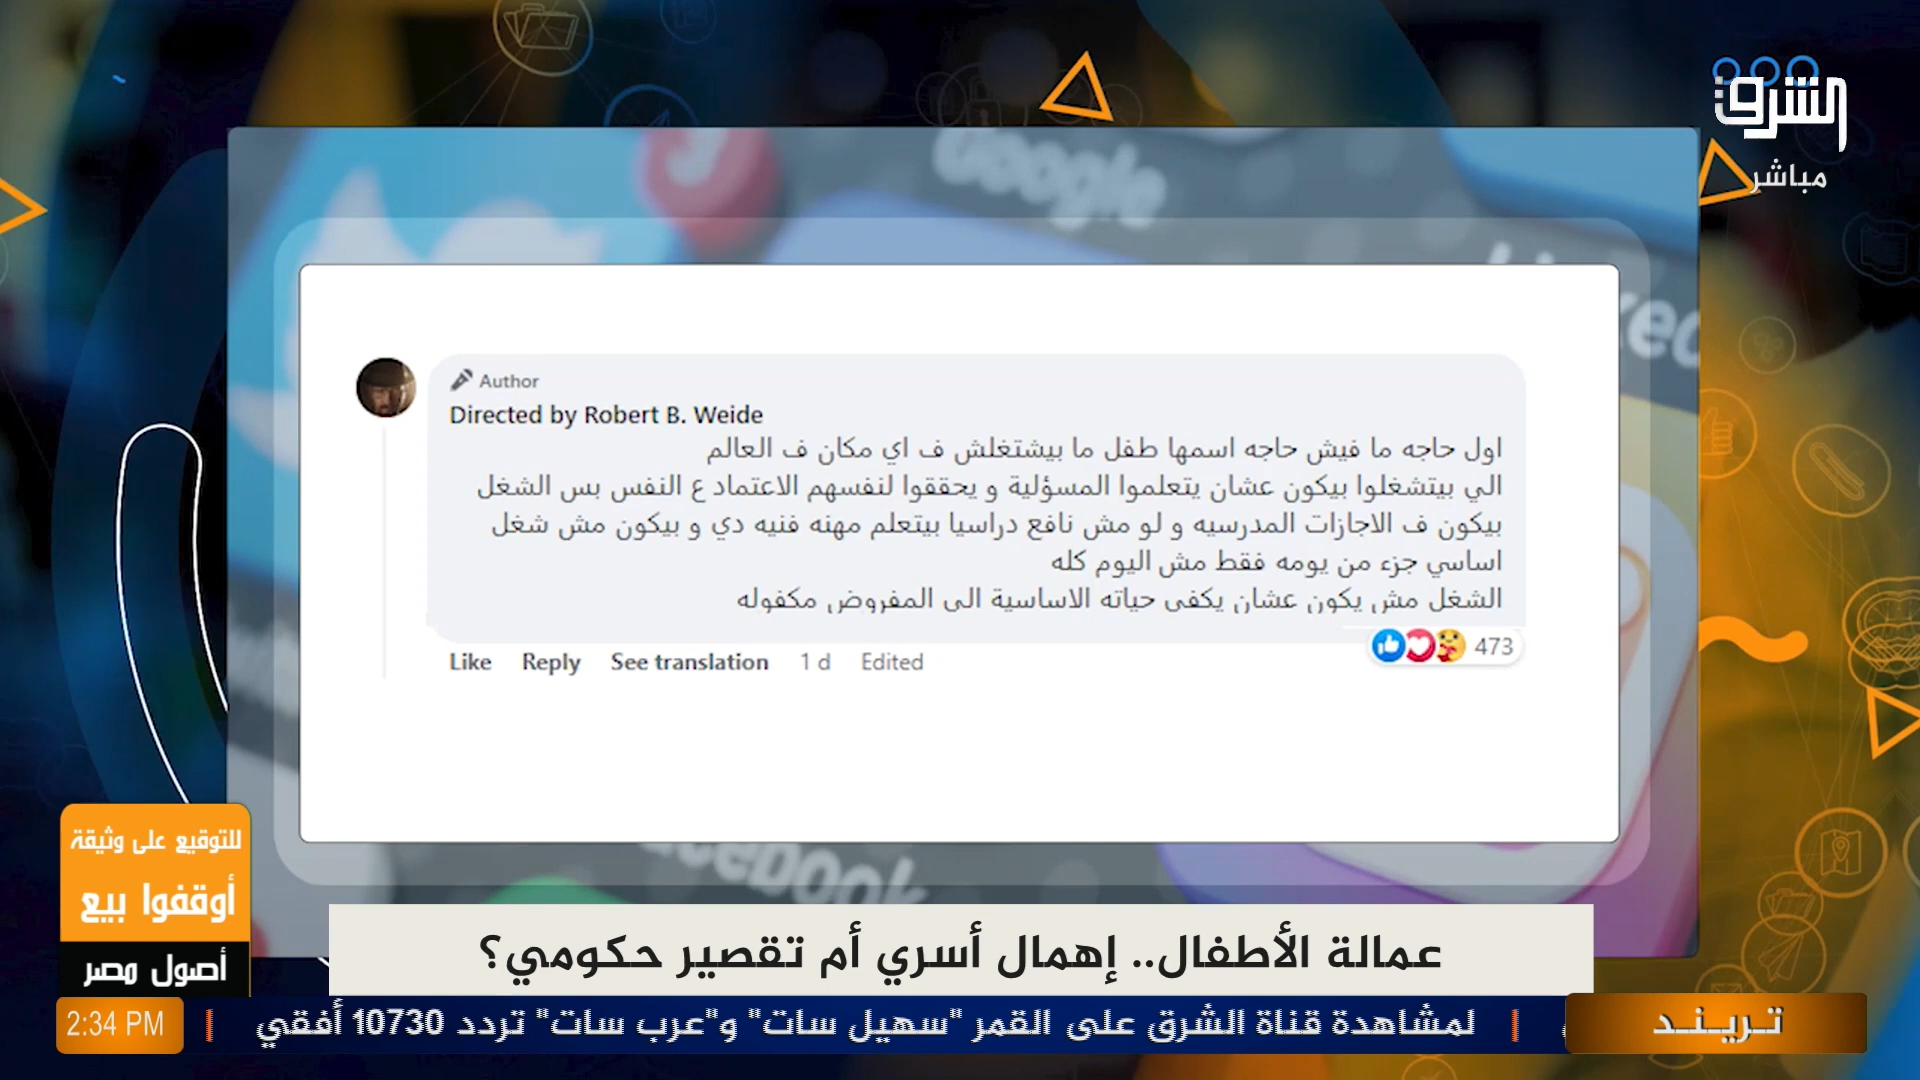 الشرق
مباشر
Google
Author
Directed by Robert B. Weide
اول حاجه ما فيش حاجه اسمها طفل ما بيشتغلش ف اي مكان ف العالم
الي بيتشغلوا بيكون عشان يتعلموا المسؤلية و يحققوا لنفسهم الاعتماد ع النفس بس الشغل
بيكون ف الاجازات المدرسيه و لو مش نافع دراسيا بيتعلم مهنه فنيه دي و بيكون مش شغل
اساسي جزء من يومه فقط مش اليوم كله
الشغل مش يكون عشان يكفي حياته الاساسية الي المفروض مكفوله
473
Like Reply See translation 1 d Edited
للتوقيع على وثيقة
أوقفوا بيع
أصول مصر
عمالة الأطفال.. إهمال أسري أم تقصير حكومي؟
تريند
| لمشاهدة قناة الشرق على القمر "سهيل سات" و"عرب سات" تردد 10730 أفقي |
2:34 PM